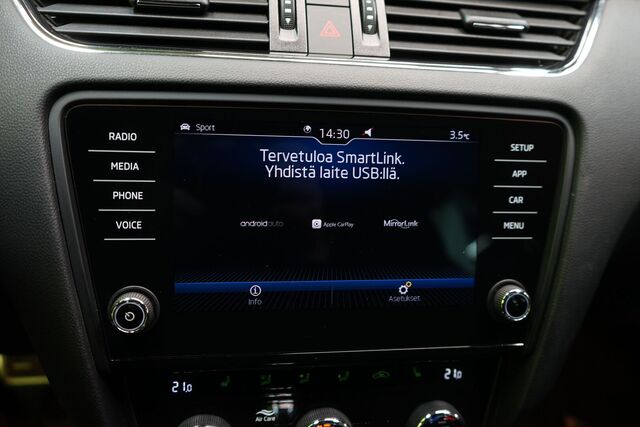 Sport
14:30
3.5°C
Tervetuloa SmartLink.
Yhdistä laite USB:llä.
androidauto
Apple CarPlay
MirrorLink
Info
Asetukset
RADIO
MEDIA
PHONE
VOICE
SETUP
APP
CAR
MENU
21.0
21.0
Air Care